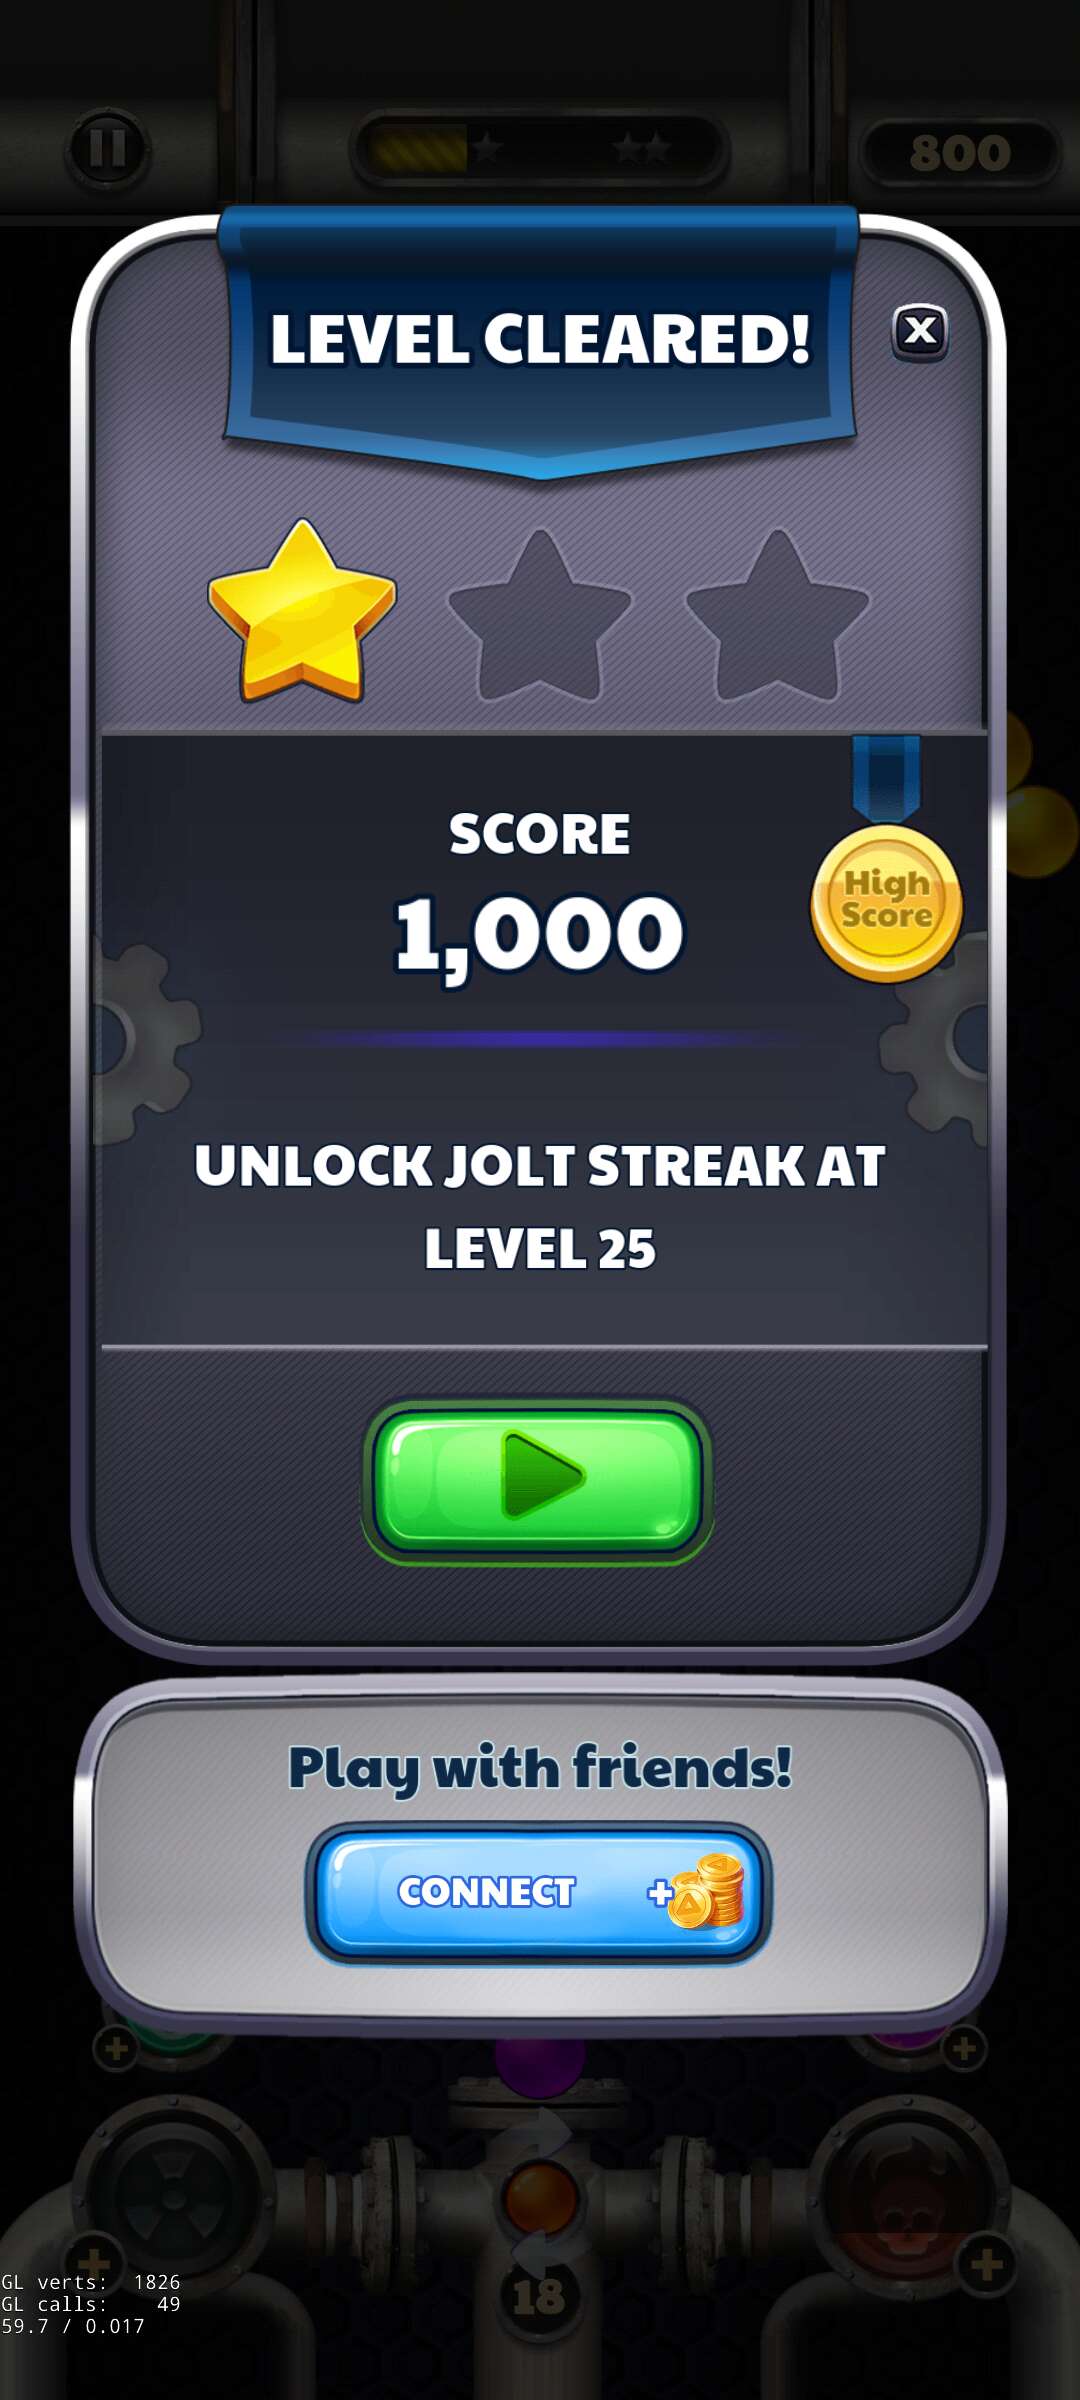 800
LEVEL CLEARED!
X
SCORE
1,000
High
Score
UNLOCK JOLT STREAK AT
LEVEL 25
Play with friends!
CONNECT +
18
GL verts: 1826
GL calls: 49
59.7 / 0.017